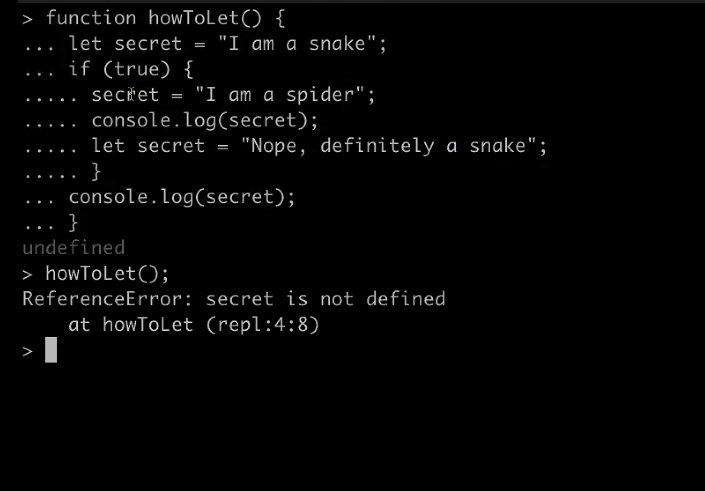 > function howToLet() {
... let secret = "I am a snake";
... if (true) {
..... secret = "I am a spider";
..... console.log(secret);
..... let secret = "Nope, definitely a snake";
..... }
... console.log(secret);
... }
undefined
> howToLet();
ReferenceError: secret is not defined
    at howToLet (repl:4:8)
>